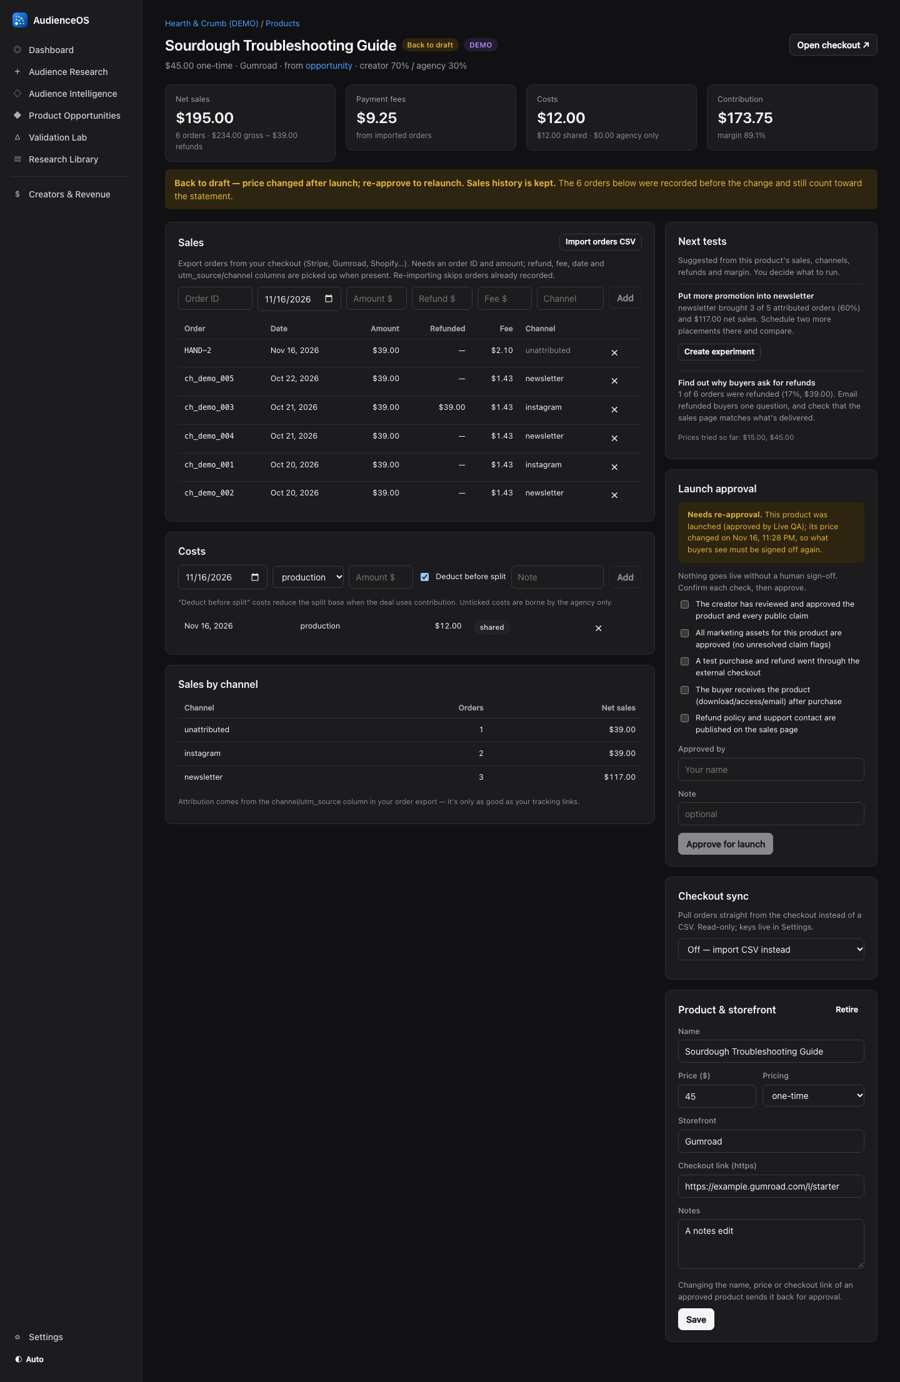 AudienceOS
Dashboard
Audience Research
Audience Intelligence
Product Opportunities
Validation Lab
Research Library
$ Creators & Revenue
Settings
Auto
Hearth & Crumb (DEMO) / Products
Sourdough Troubleshooting Guide Back to draft DEMO
Open checkout ↗
$45.00 one-time · Gumroad · from opportunity · creator 70% / agency 30%
Net sales
$195.00
6 orders · $234.00 gross − $39.00
refunds
Payment fees
$9.25
from imported orders
Costs
$12.00
$12.00 shared · $0.00 agency only
Contribution
$173.75
margin 89.1%
Back to draft — price changed after launch; re-approve to relaunch. Sales history is kept. The 6 orders below were recorded before the change and still count toward
the statement.
Sales
Import orders CSV
Export orders from your checkout (Stripe, Gumroad, Shopify…). Needs an order ID and amount; refund, fee, date and
utm_source/channel columns are picked up when present. Re-importing skips orders already recorded.
Order ID 11/16/2026 Amount $ Refund $ Fee $ Channel Add
Order Date Amount Refunded Fee Channel
HAND-2 Nov 16, 2026 $39.00 — $2.10 unattributed ✕
ch_demo_005 Oct 22, 2026 $39.00 — $1.43 newsletter ✕
ch_demo_003 Oct 21, 2026 $39.00 $39.00 $1.43 instagram ✕
ch_demo_004 Oct 21, 2026 $39.00 — $1.43 newsletter ✕
ch_demo_001 Oct 20, 2026 $39.00 — $1.43 instagram ✕
ch_demo_002 Oct 20, 2026 $39.00 — $1.43 newsletter ✕
Costs
11/16/2026 production Amount $ Deduct before split Note Add
"Deduct before split" costs reduce the split base when the deal uses contribution. Unticked costs are borne by the agency only.
Nov 16, 2026 production $12.00 shared ✕
Sales by channel
Channel Orders Net sales
unattributed 1 $39.00
instagram 2 $39.00
newsletter 3 $117.00
Attribution comes from the channel/utm_source column in your order export — it's only as good as your tracking links.
Next tests
Suggested from this product's sales, channels,
refunds and margin. You decide what to run.
Put more promotion into newsletter
newsletter brought 3 of 5 attributed orders (60%)
and $117.00 net sales. Schedule two more
placements there and compare.
Create experiment
Find out why buyers ask for refunds
1 of 6 orders were refunded (17%, $39.00). Email
refunded buyers one question, and check that the
sales page matches what's delivered.
Prices tried so far: $15.00, $45.00
Launch approval
Needs re-approval. This product was
launched (approved by Live QA); its price
changed on Nov 16, 11:28 PM, so what
buyers see must be signed off again.
Nothing goes live without a human sign-off.
Confirm each check, then approve.
The creator has reviewed and approved the
product and every public claim
All marketing assets for this product are
approved (no unresolved claim flags)
A test purchase and refund went through the
external checkout
The buyer receives the product
(download/access/email) after purchase
Refund policy and support contact are
published on the sales page
Approved by
Your name
Note
optional
Approve for launch
Checkout sync
Pull orders straight from the checkout instead of a
CSV. Read-only; keys live in Settings.
Off — import CSV instead
Product & storefront
Retire
Name
Sourdough Troubleshooting Guide
Price ($) Pricing
45 one-time
Storefront
Gumroad
Checkout link (https)
https://example.gumroad.com/l/starter
Notes
A notes edit
Changing the name, price or checkout link of an
approved product sends it back for approval.
Save